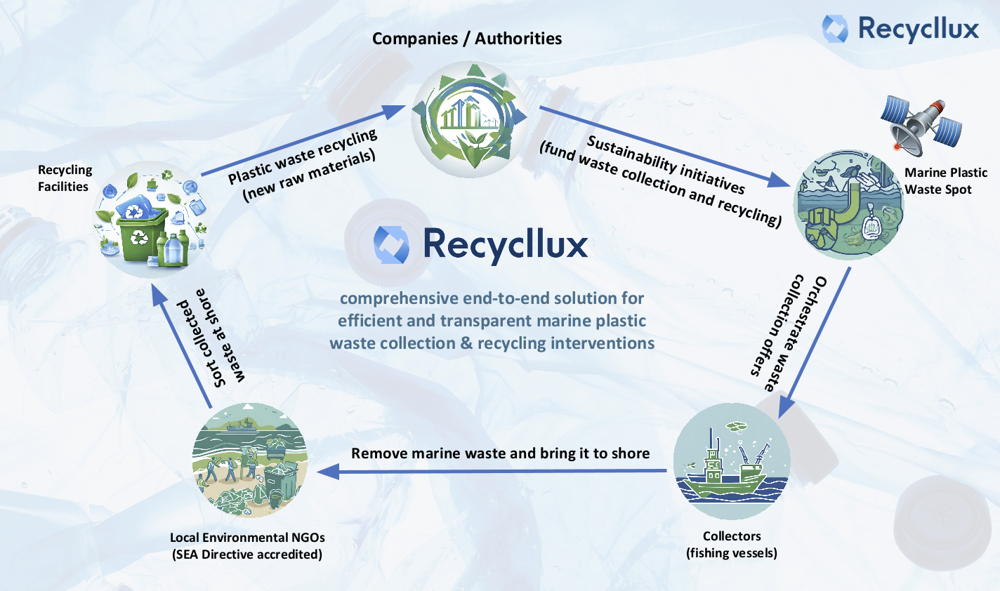 Companies / Authorities
Recycllux
Plastic waste recycling
(new raw materials)
Sustainability initiatives
(fund waste collection and recycling)
Recycling
Facilities
Marine Plastic
Waste Spot
Recycllux
comprehensive end-to-end solution for
efficient and transparent marine plastic
waste collection & recycling interventions
Sort collected
waste at shore
Orchestrate waste
collection offers
Remove marine waste and bring it to shore
Local Environmental NGOs
(SEA Directive accredited)
Collectors
(fishing vessels)